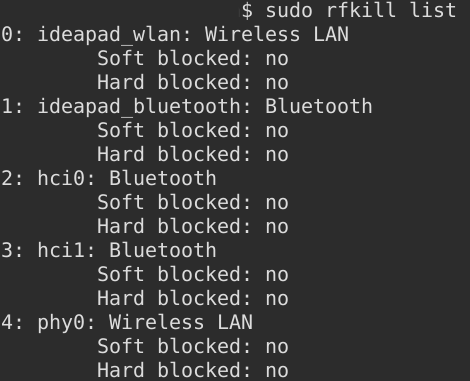 $ sudo rfkill list
0: ideapad_wlan: Wireless LAN
Soft blocked: no
Hard blocked: no
1: ideapad_bluetooth: Bluetooth
Soft blocked: no
Hard blocked: no
2: hci0: Bluetooth
Soft blocked: no
Hard blocked: no
3: hci1: Bluetooth
Soft blocked: no
Hard blocked: no
4: phy0: Wireless LAN
Soft blocked: no
Hard blocked: no